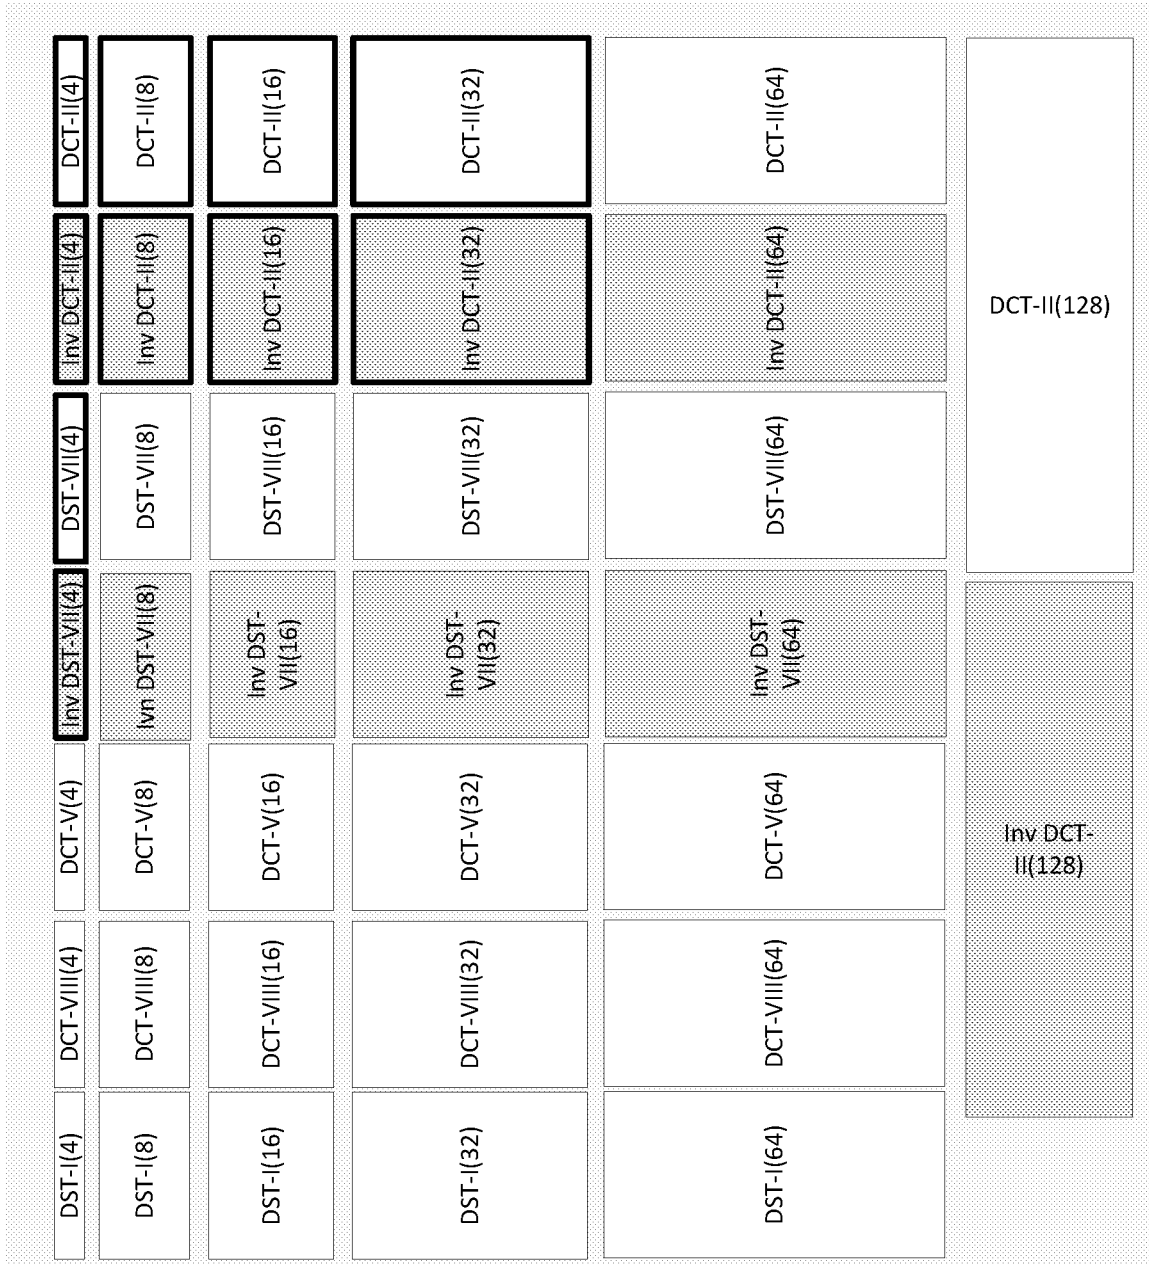 DCT-II(4)
DCT-II(8)
DCT-II(16)
DCT-II(32)
DCT-II(64)
DCT-II(128)
Inv DCT-II(4)
Inv DCT-II(8)
Inv DCT-II(16)
Inv DCT-II(32)
Inv DCT-II(64)
DST-VII(4)
DST-VII(8)
DST-VII(16)
DST-VII(32)
DST-VII(64)
Inv DST-VII(4)
Ivn DST-VII(8)
Inv DST-
VII(16)
Inv DST-
VII(32)
Inv DST-
VII(64)
Inv DCT-
II(128)
DCT-V(4)
DCT-V(8)
DCT-V(16)
DCT-V(32)
DCT-V(64)
DCT-VIII(4)
DCT-VIII(8)
DCT-VIII(16)
DCT-VIII(32)
DCT-VIII(64)
DST-I(4)
DST-I(8)
DST-I(16)
DST-I(32)
DST-I(64)